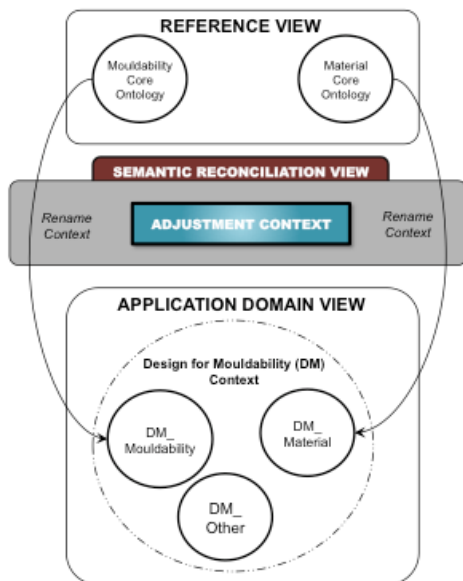 REFERENCE VIEW
Mouldability
Core
Ontology
Material
Core
Ontology
SEMANTIC RECONCILIATION VIEW
Rename
Context
ADJUSTMENT CONTEXT
Rename
Context
APPLICATION DOMAIN VIEW
Design for Mouldability (DM)
Context
DM_
Mouldability
DM_
Material
DM_
Other